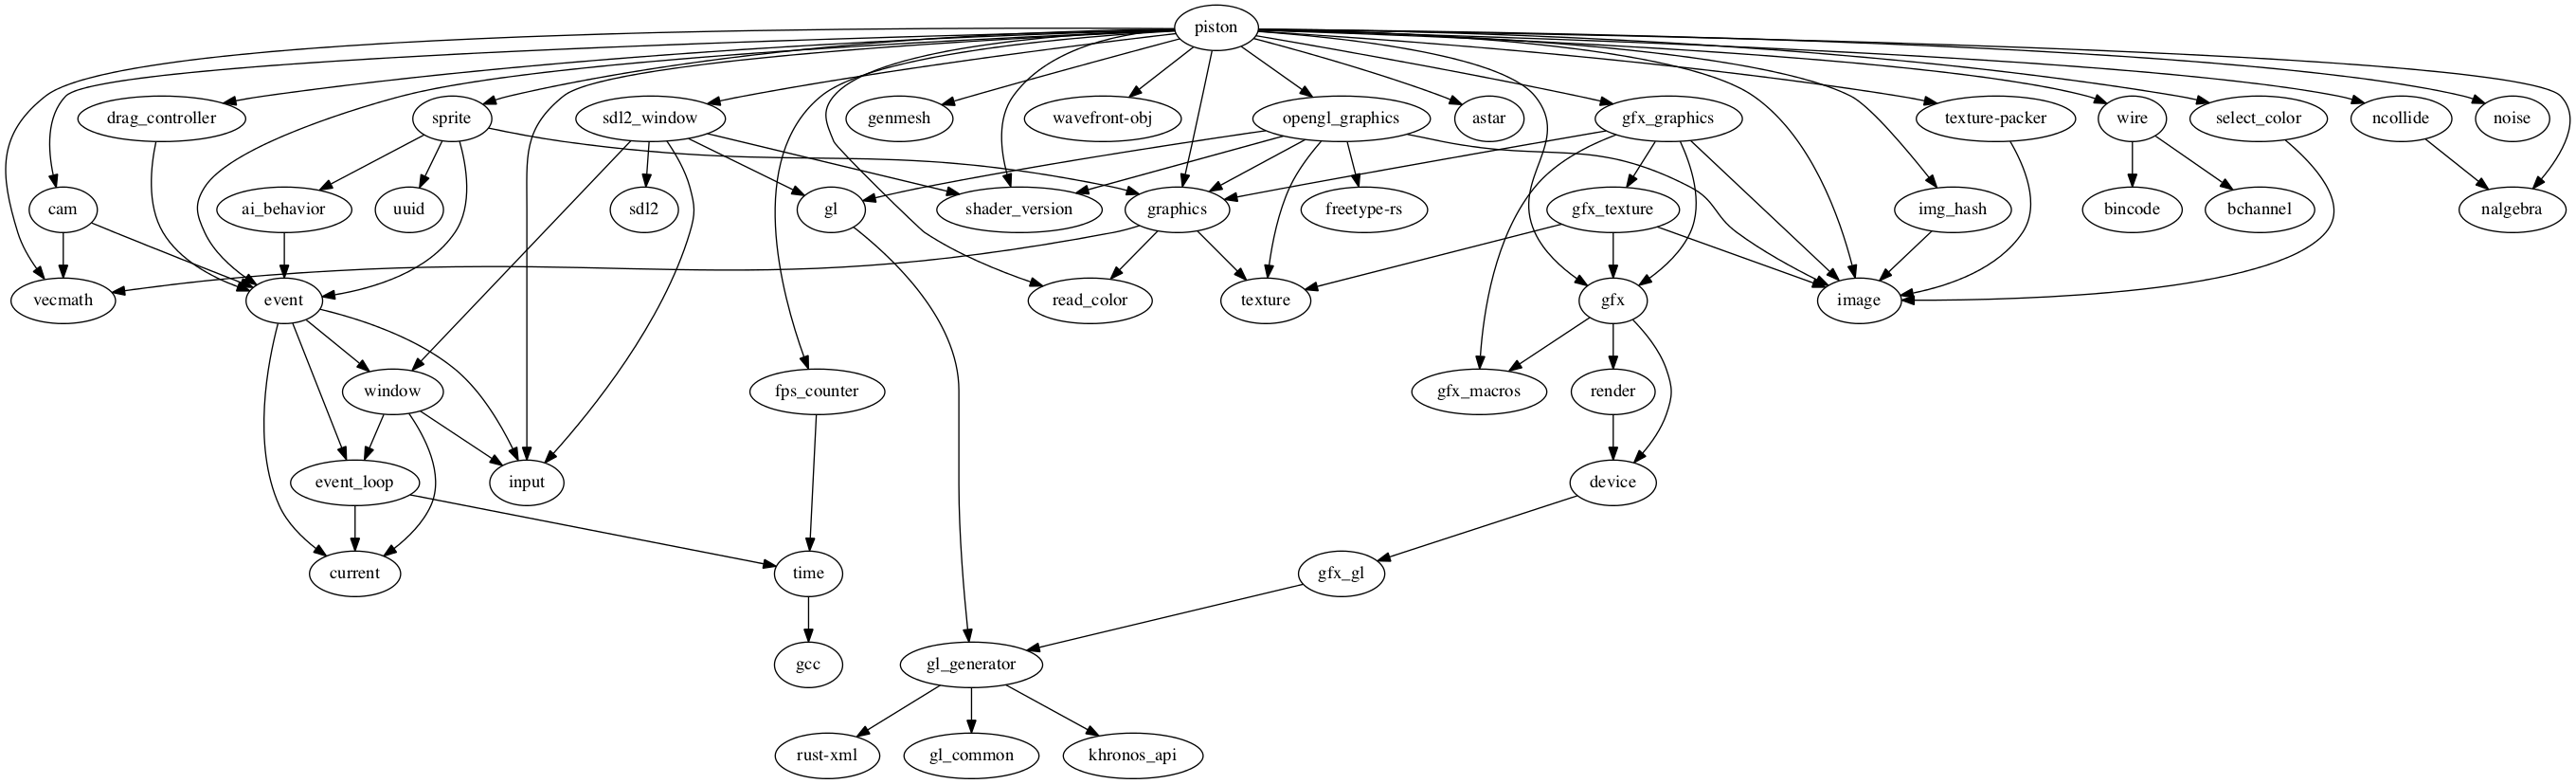 piston
drag_controller
sprite
sdl2_window
genmesh
wavefront-obj
opengl_graphics
astar
gfx_graphics
texture-packer
wire
select_color
ncollide
noise
cam
ai_behavior
uuid
sdl2
gl
shader_version
graphics
freetype-rs
gfx_texture
img_hash
bincode
bchannel
nalgebra
vecmath
event
read_color
texture
gfx
image
window
fps_counter
gfx_macros
render
event_loop
input
device
current
time
gfx_gl
gcc
gl_generator
rust-xml
gl_common
khronos_api